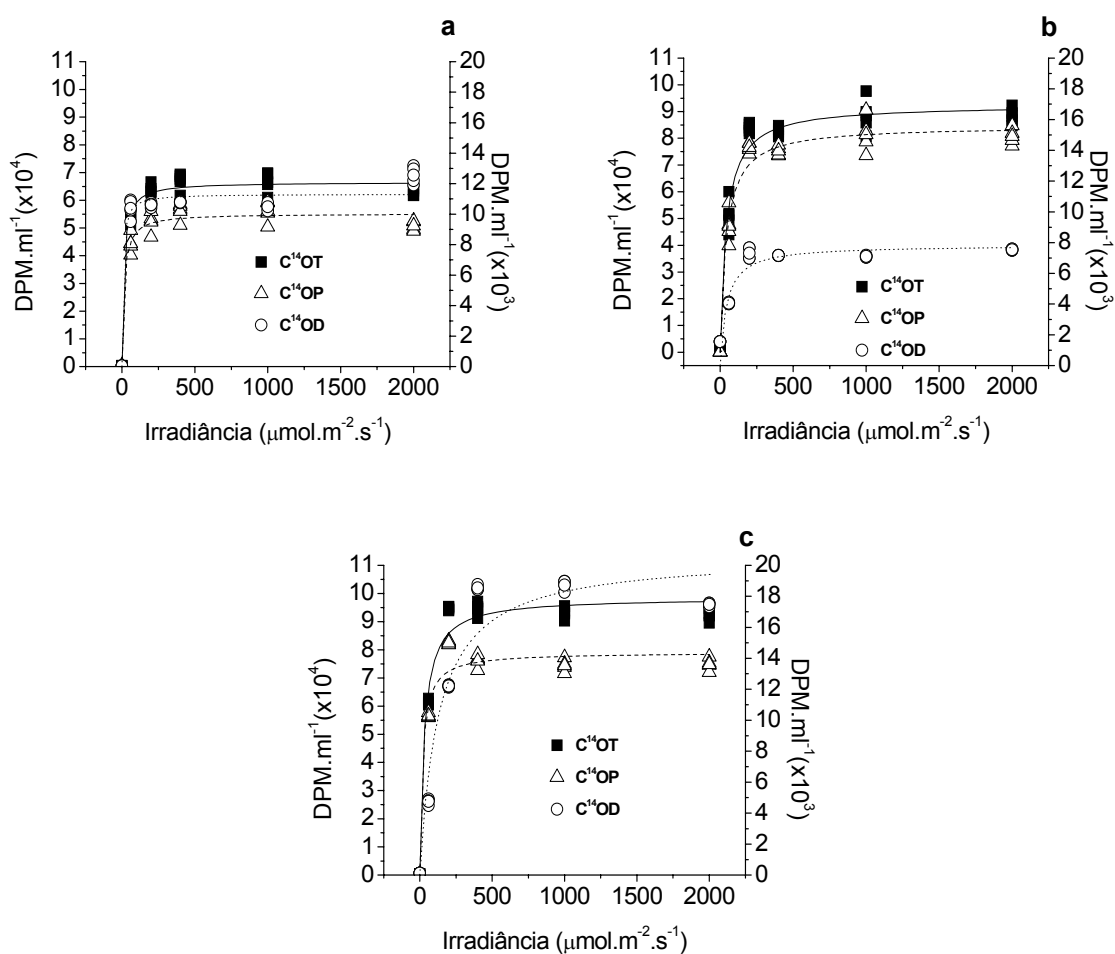 a
11
10
9
8
7
6
5
4
3
2
1
0
20
18
16
14
12
10
8
6
4
2
0
DPM.ml⁻¹(x10⁴)
DPM.ml⁻¹(x10³)
C¹⁴OT
C¹⁴OP
C¹⁴OD
0 500 1000 1500 2000
Irradiância (μmol.m⁻².s⁻¹)
b
11
10
9
8
7
6
5
4
3
2
1
0
20
18
16
14
12
10
8
6
4
2
0
DPM.ml⁻¹(x10⁴)
DPM.ml⁻¹(x10³)
C¹⁴OT
C¹⁴OP
C¹⁴OD
0 500 1000 1500 2000
Irradiância (μmol.m⁻².s⁻¹)
c
11
10
9
8
7
6
5
4
3
2
1
0
20
18
16
14
12
10
8
6
4
2
0
DPM.ml⁻¹(x10⁴)
DPM.ml⁻¹(x10³)
C¹⁴OT
C¹⁴OP
C¹⁴OD
0 500 1000 1500 2000
Irradiância (μmol.m⁻².s⁻¹)